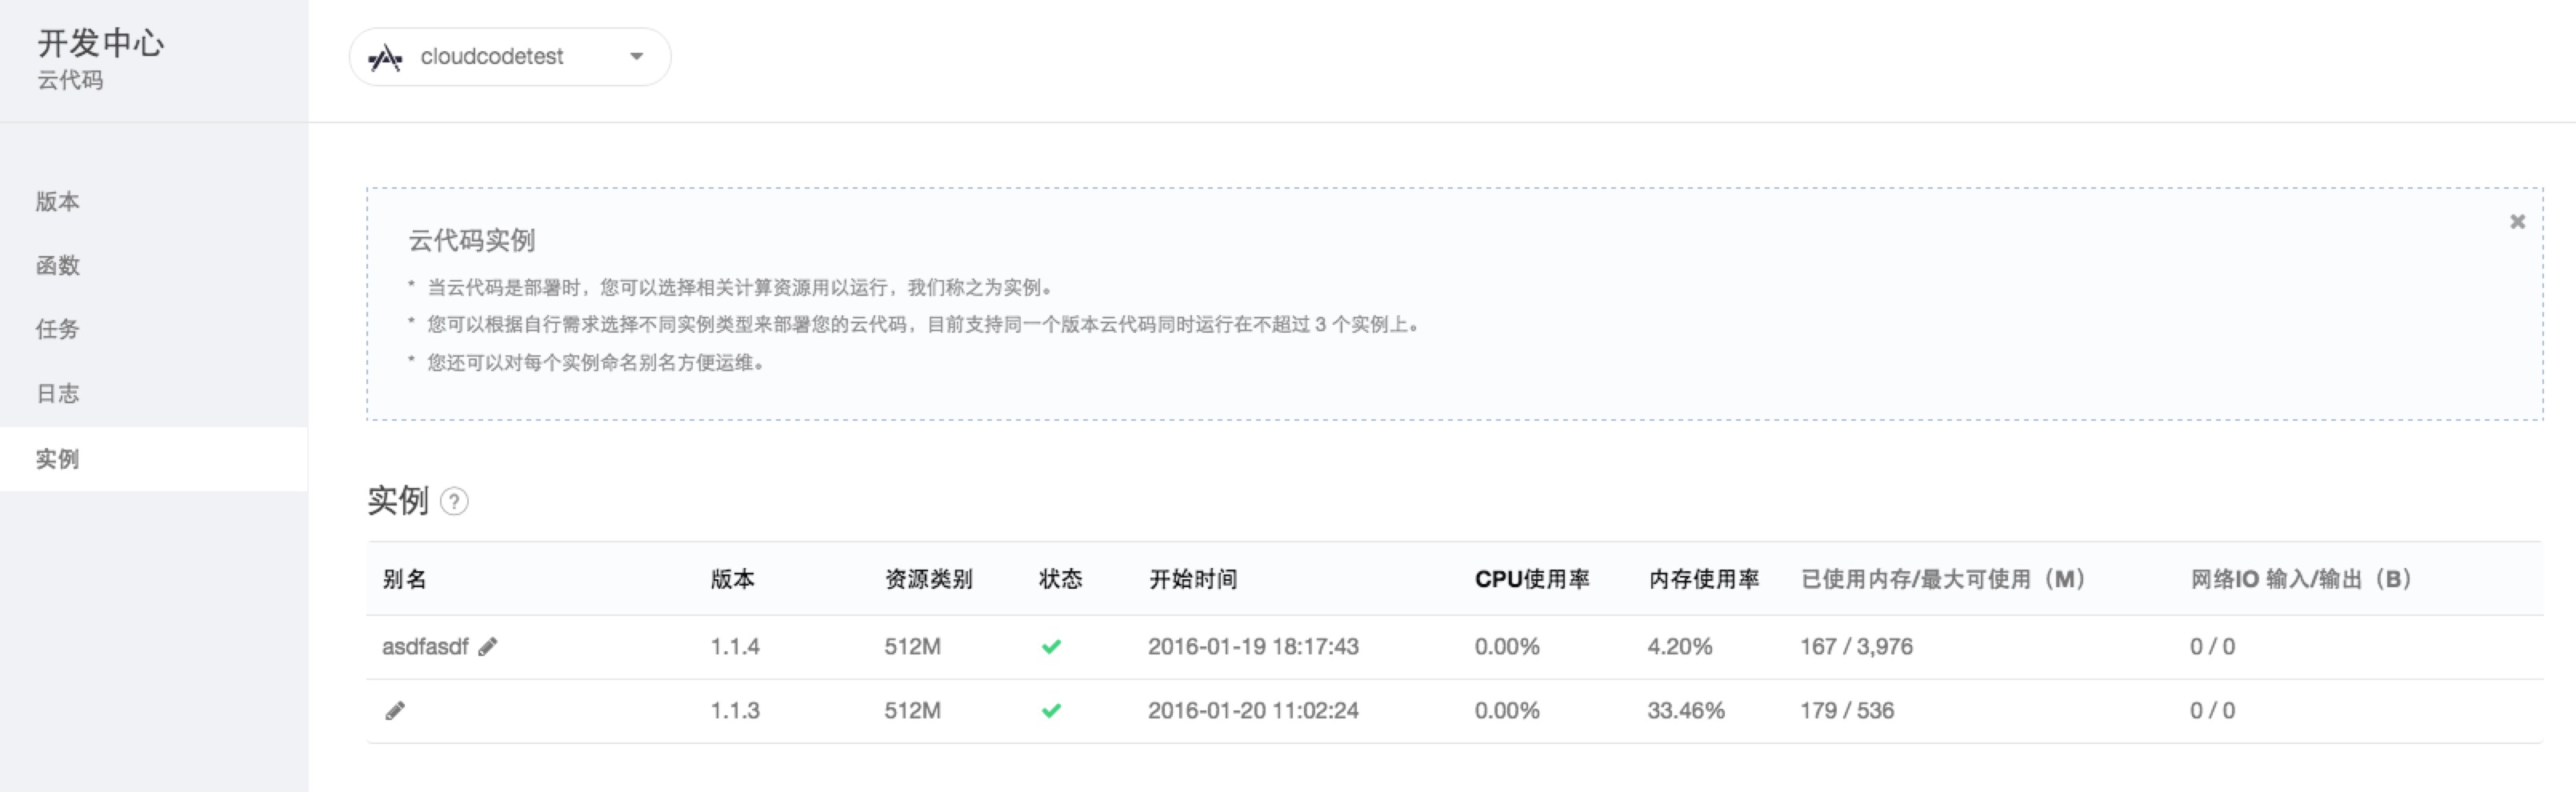 开发中心
云代码
cloudcodetest
版本
函数
任务
日志
实例
云代码实例
* 当云代码是部署时，您可以选择相关计算资源用以运行，我们称之为实例。
* 您可以根据自行需求选择不同实例类型来部署您的云代码，目前支持同一个版本云代码同时运行在不超过 3 个实例上。
* 您还可以对每个实例命名别名方便运维。
实例 ?
别名 版本 资源类别 状态 开始时间 CPU使用率 内存使用率 已使用内存/最大可使用（M） 网络IO 输入/输出（B）
asdfasdf 1.1.4 512M 2016-01-19 18:17:43 0.00% 4.20% 167 / 3,976 0 / 0
1.1.3 512M 2016-01-20 11:02:24 0.00% 33.46% 179 / 536 0 / 0